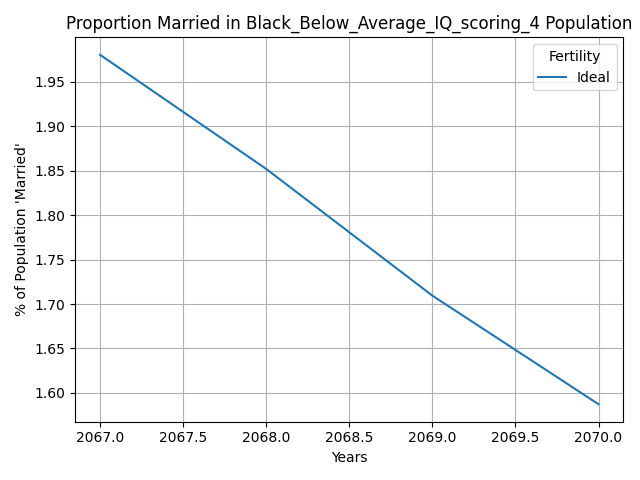 Proportion Married in Black_Below_Average_IQ_scoring_4 Population
Fertility
Ideal
% of Population 'Married'
1.95
1.90
1.85
1.80
1.75
1.70
1.65
1.60
2067.0 2067.5 2068.0 2068.5 2069.0 2069.5 2070.0
Years